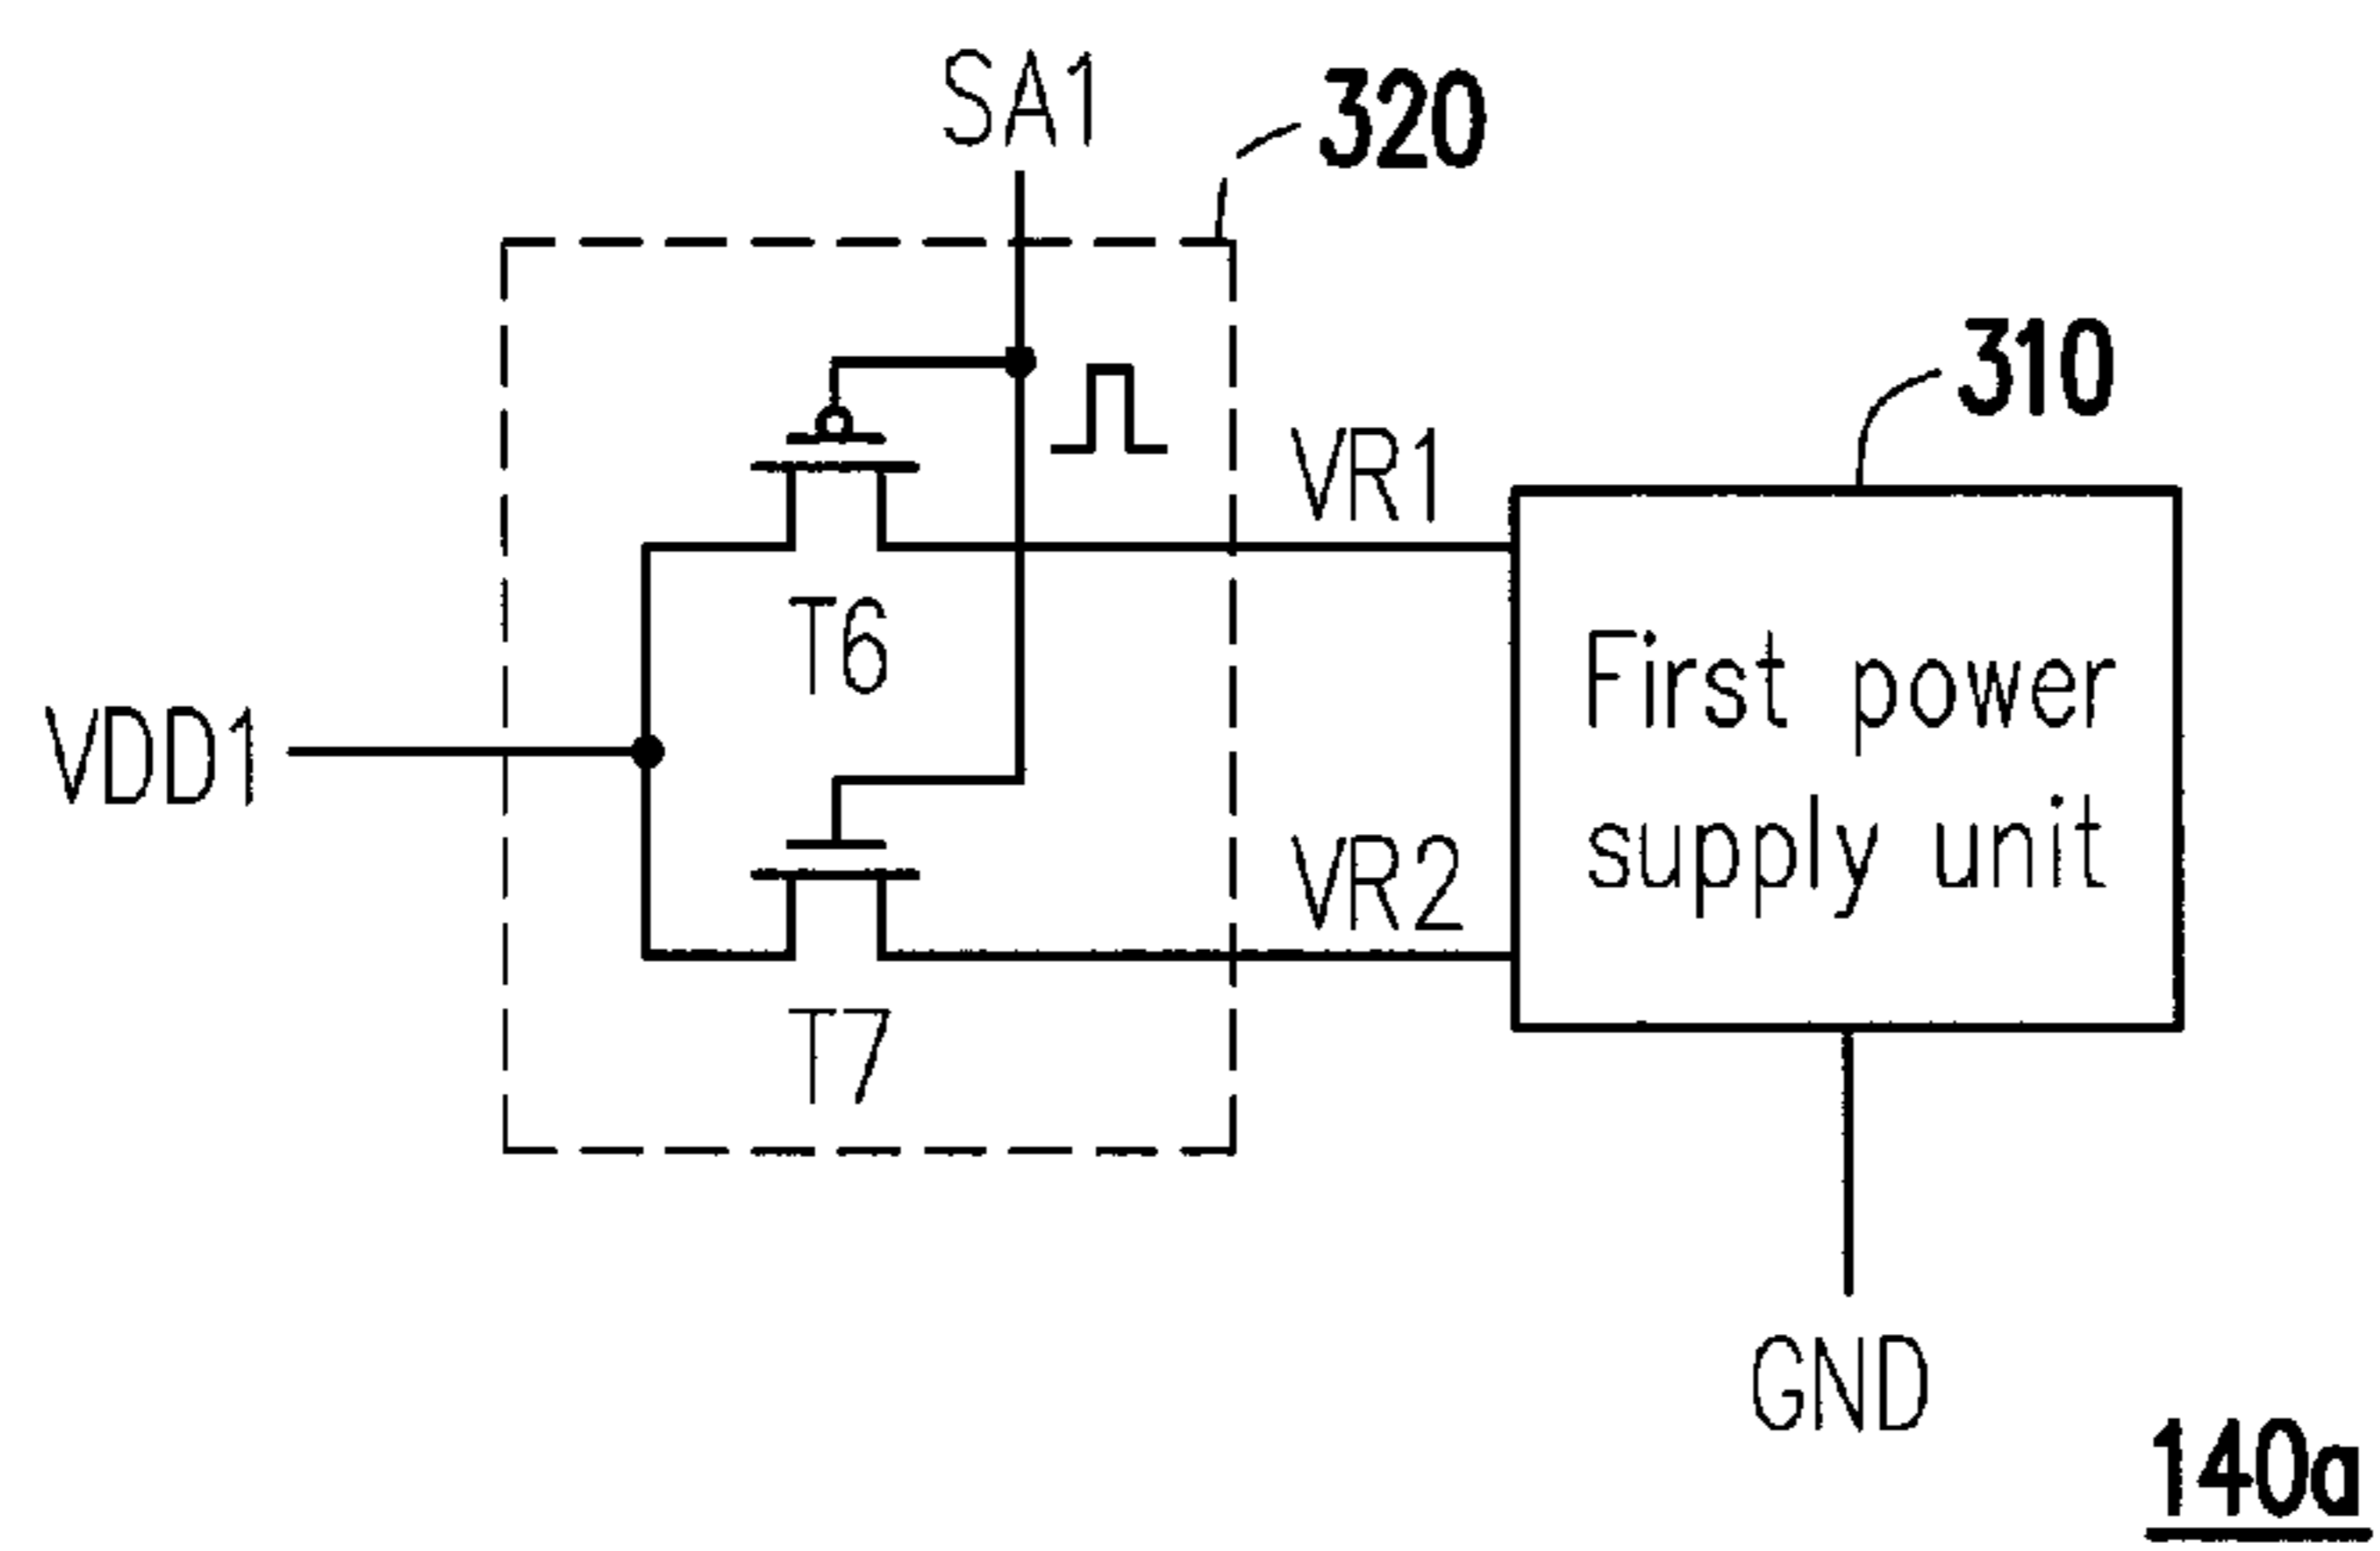 SA1
320
310
VR1
T6
First power
VDD1
supply unit
VR2
T7
GND
140a